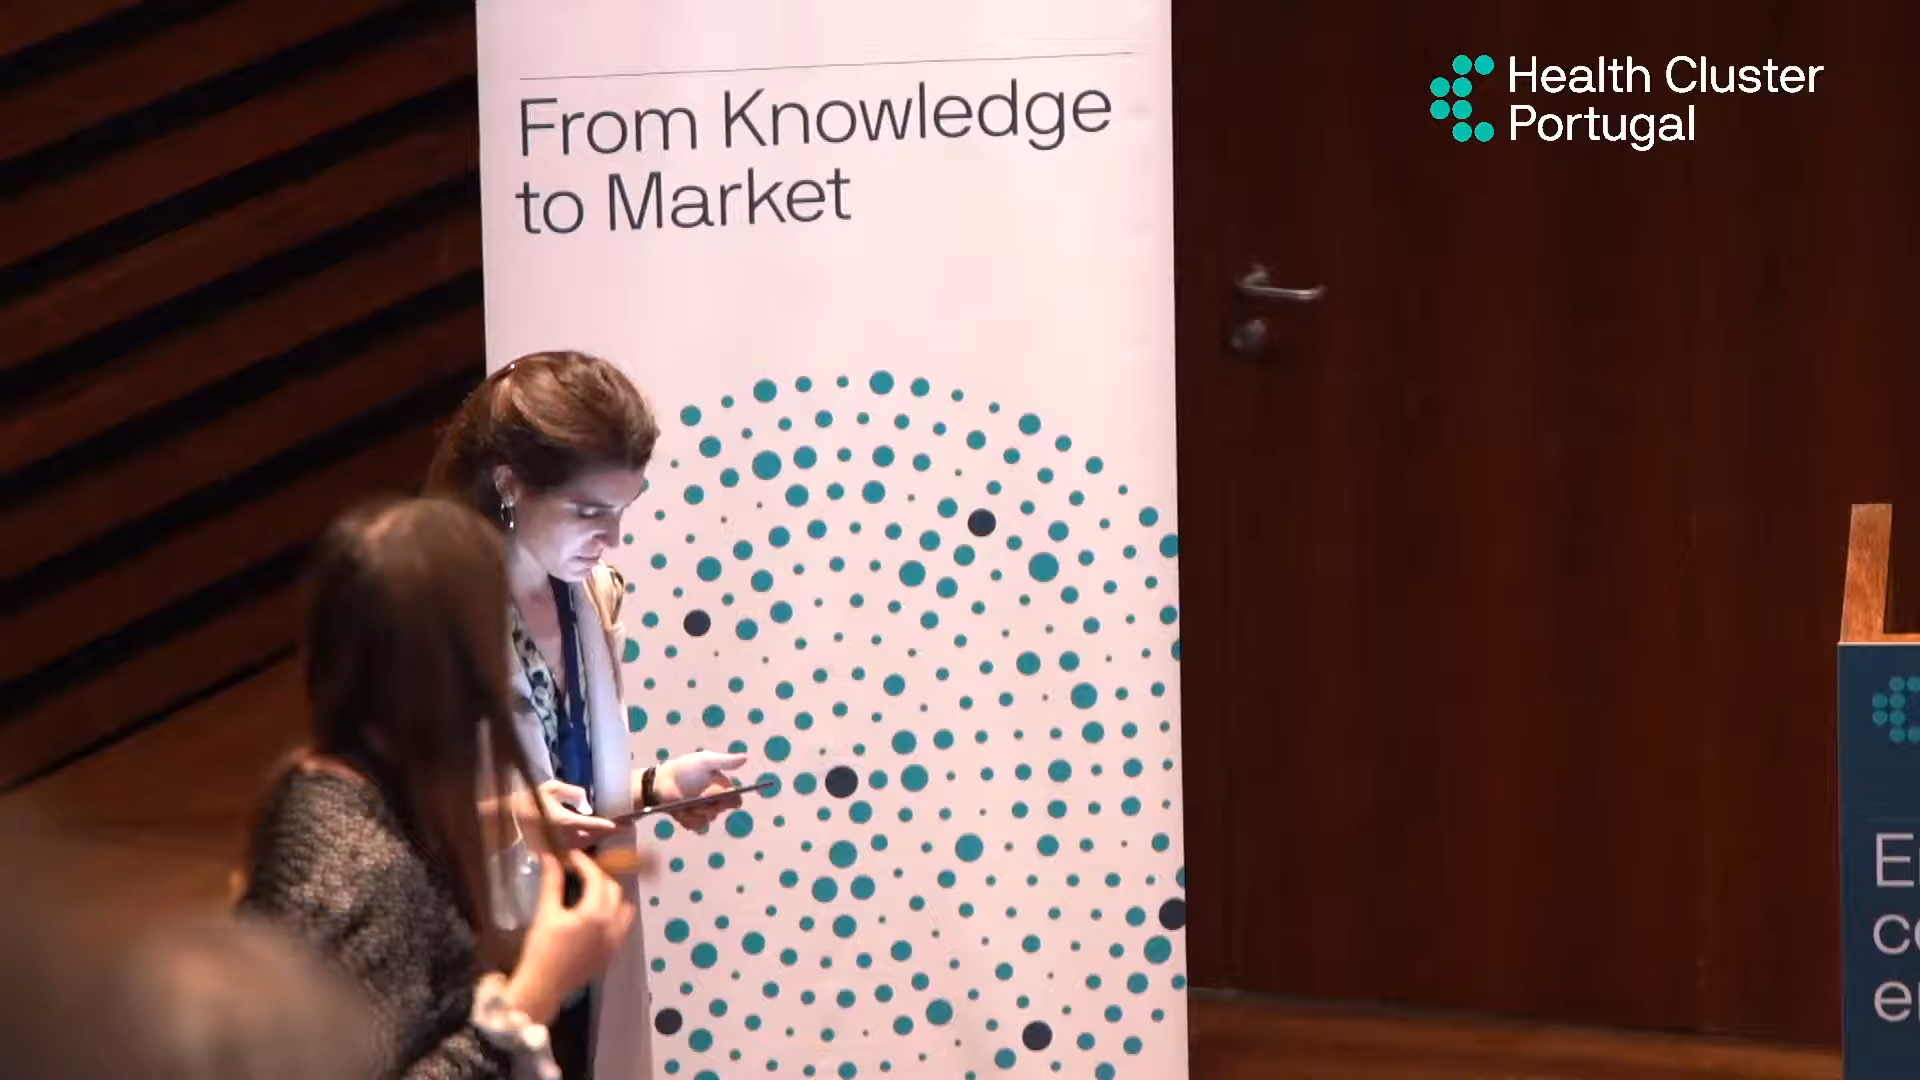 From Knowledge
to Market
Health Cluster
Portugal